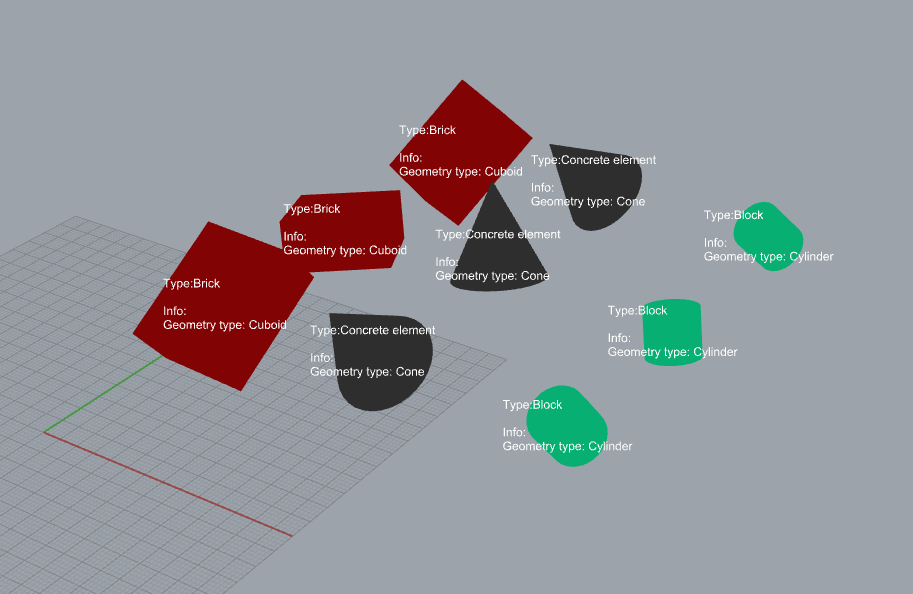 Type:Brick
Info:
Geometry type: Cuboid
Type:Concrete element
Info:
Geometry type: Cone
Type:Brick
Info:
Geometry type: Cuboid
Type:Block
Info:
Geometry type: Cylinder
Type:Concrete element
Info:
Geometry type: Cone
Type:Brick
Info:
Geometry type: Cuboid
Type:Block
Info:
Geometry type: Cylinder
Type:Concrete element
Info:
Geometry type: Cone
Type:Block
Info:
Geometry type: Cylinder